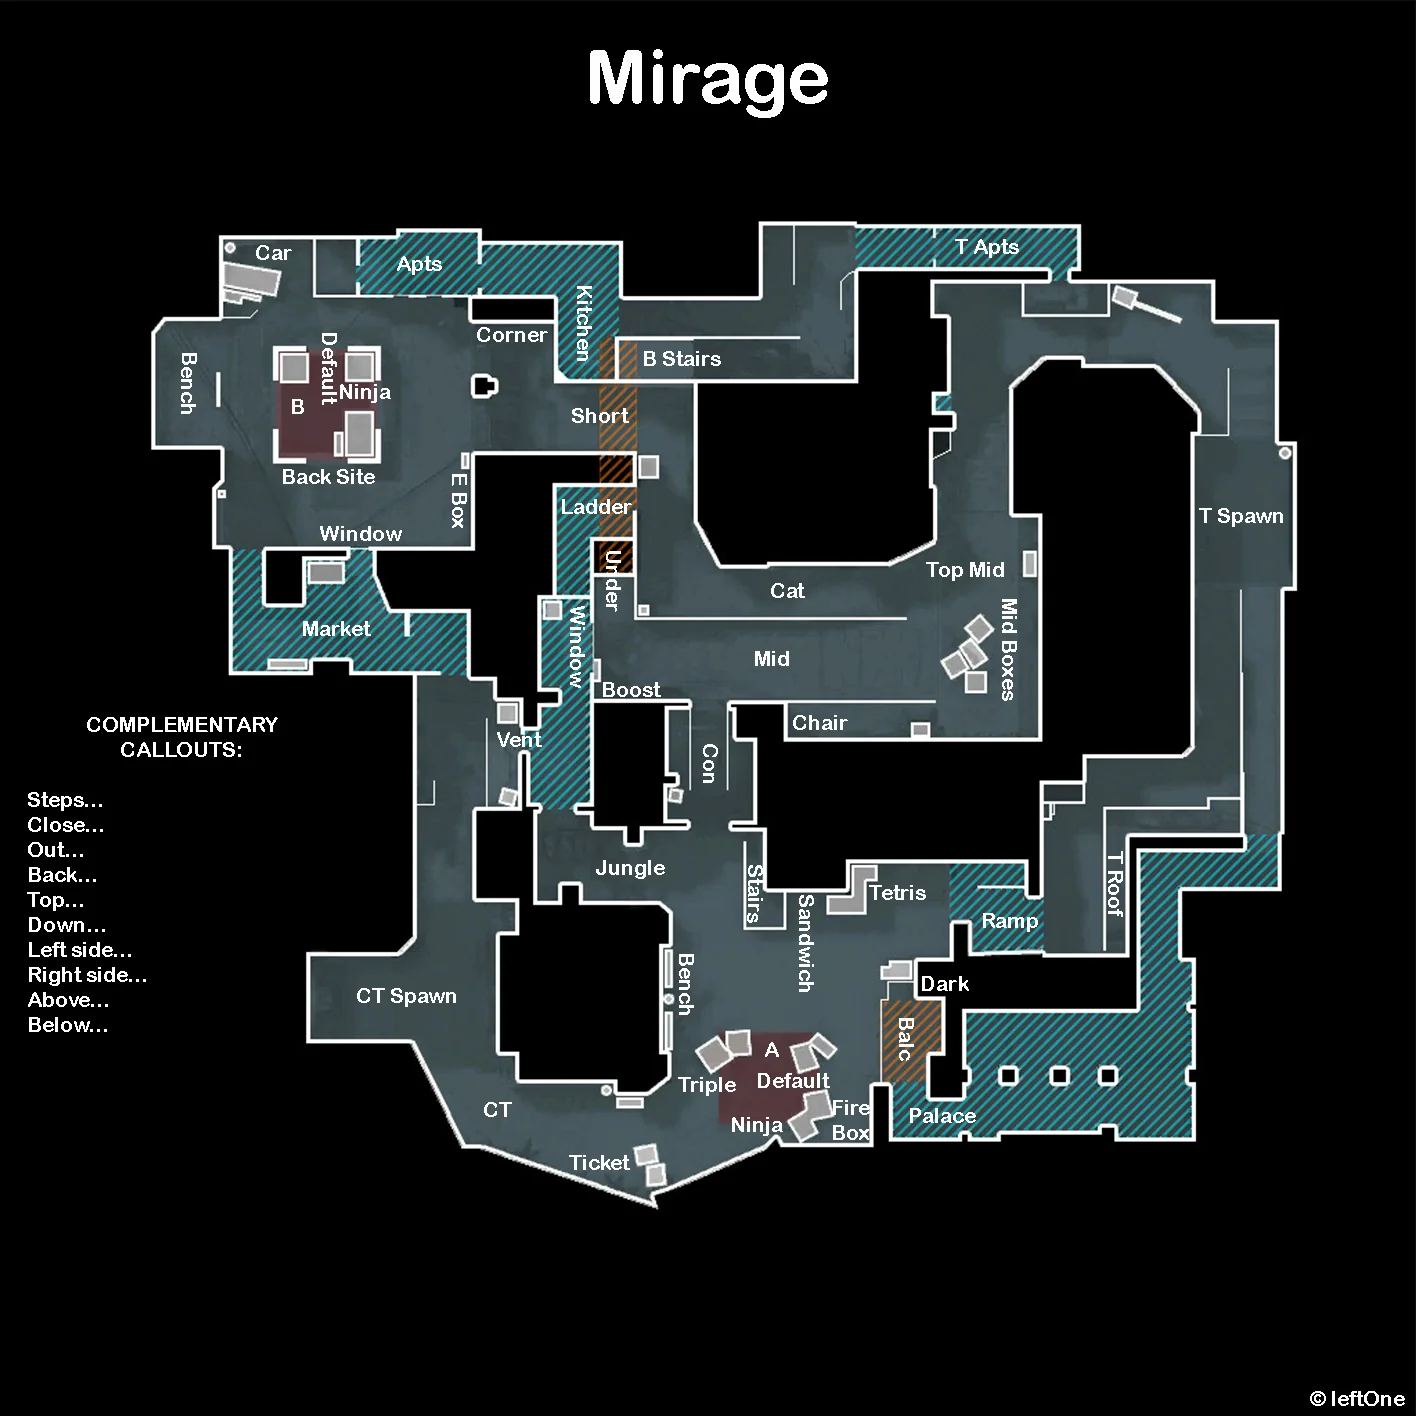 Mirage
Car
Apts
T Apts
Kitchen
Corner
B Stairs
Bench
Default
Ninja
B
Short
Back Site
E Box
Ladder
T Spawn
Window
Under
Top Mid
Cat
Market
Window
Mid Boxes
Mid
Boost
Chair
Vent
Con
COMPLEMENTARY
CALLOUTS:
Steps...
Close...
Out...
Back...
Top...
Down...
Left side...
Right side...
Above...
Below...
Jungle
Stairs
Tetris
T Roof
Sandwich
Ramp
Bench
Dark
CT Spawn
Balc
A
Triple
Default
CT
Ninja
Fire
Box
Palace
Ticket
© leftOne